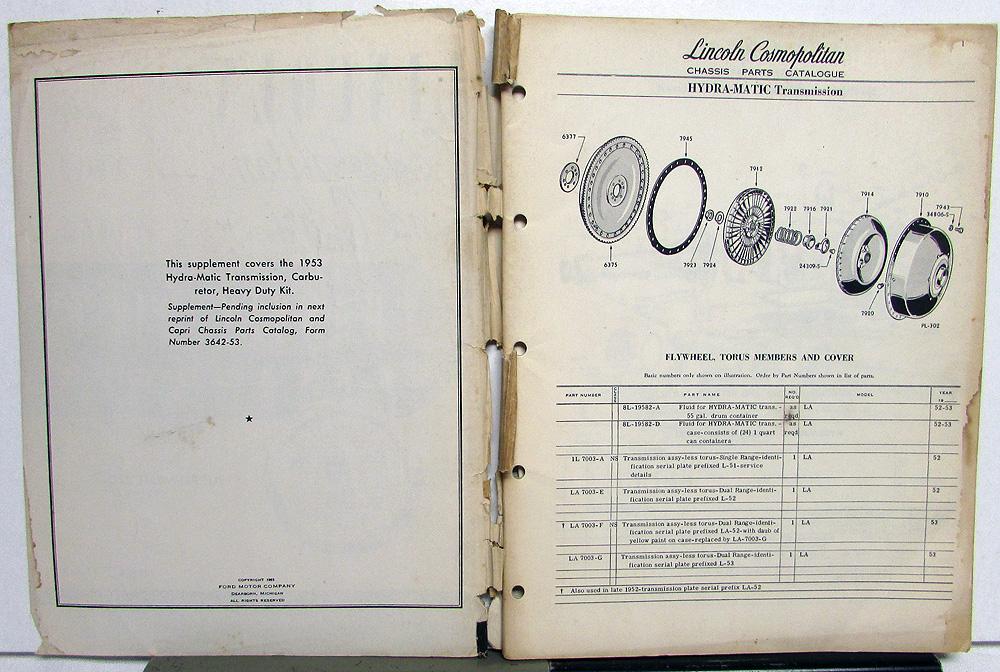 This supplement covers the 1953
Hydra-Matic Transmission, Carbu-
retor, Heavy Duty Kit.
Supplement—Pending inclusion in next
reprint of Lincoln Cosmopolitan and
Capri Chassis Parts Catalog, Form
Number 3642-53.
FORD MOTOR COMPANY
DEARBORN, MICHIGAN
ALL RIGHTS RESERVED
1
Lincoln Cosmopolitan
CHASSIS PARTS CATALOGUE
HYDRA-MATIC Transmission
6377
7945
7912
7922 7916 7921
7914
7910
7943
34806-S
6375
7923 7924
24309-S
7920
PL-302
FLYWHEEL, TORUS MEMBERS AND COVER
Basic numbers only shown on illustration. Order by Part Numbers shown in list of parts.
PART NUMBER PART NAME NO. REQ'D MODEL YEAR
8L-19582-A Fluid for HYDRA-MATIC trans.- as LA 52-53
55 gal. drum container reqd
8L-19582-D Fluid for HYDRA-MATIC trans.- as LA 52-53
case-consists of (24) 1 quart reqd
can containers
1L 7003-A NS Transmission assy-less torus-Single Range-identi- 1 LA 52
fication serial plate prefixed L-51-service
details
LA 7003-E Transmission assy-less torus-Dual Range-identi- 1 LA 52
fication serial plate prefixed L-52
† LA 7003-F NS Transmission assy-less torus-Dual Range-identi- 1 LA 53
fication serial plate prefixed LA-52-with daub of
yellow paint on case-replaced by LA-7003-G
LA 7003-G Transmission assy-less torus-Dual Range-identi- 1 LA 53
fication serial plate prefixed L-53
† Also used in late 1952-transmission plate serial prefix LA-52